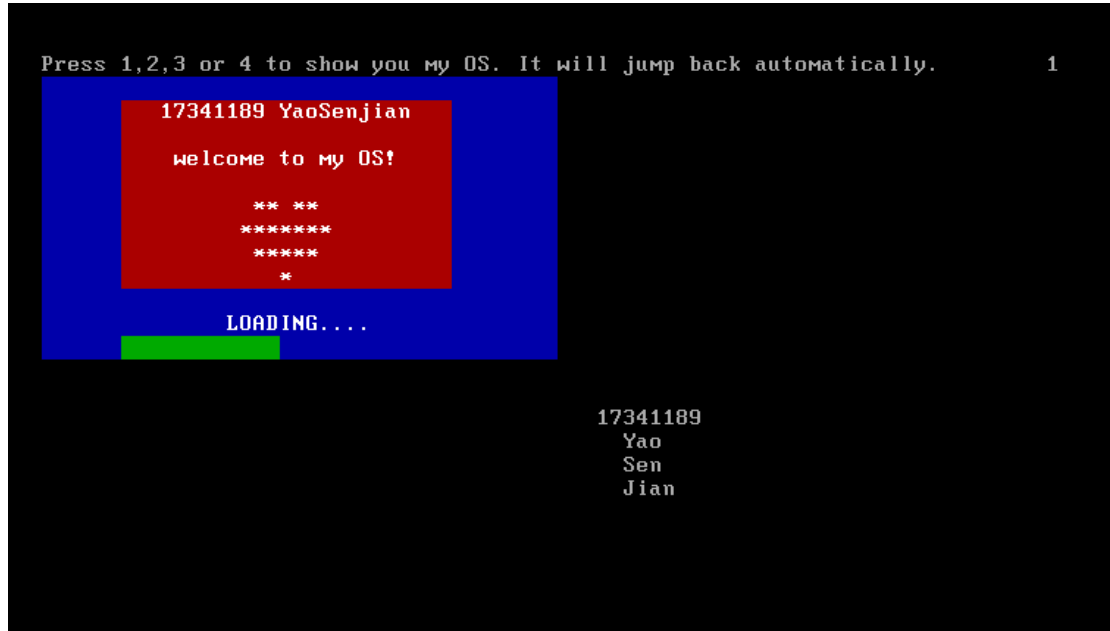 Press 1,2,3 or 4 to show you my OS. It will jump back automatically. 1
17341189 YaoSenjian
welcome to my OS!
** **
*******
*****
*
LOADING....
17341189
Yao
Sen
Jian